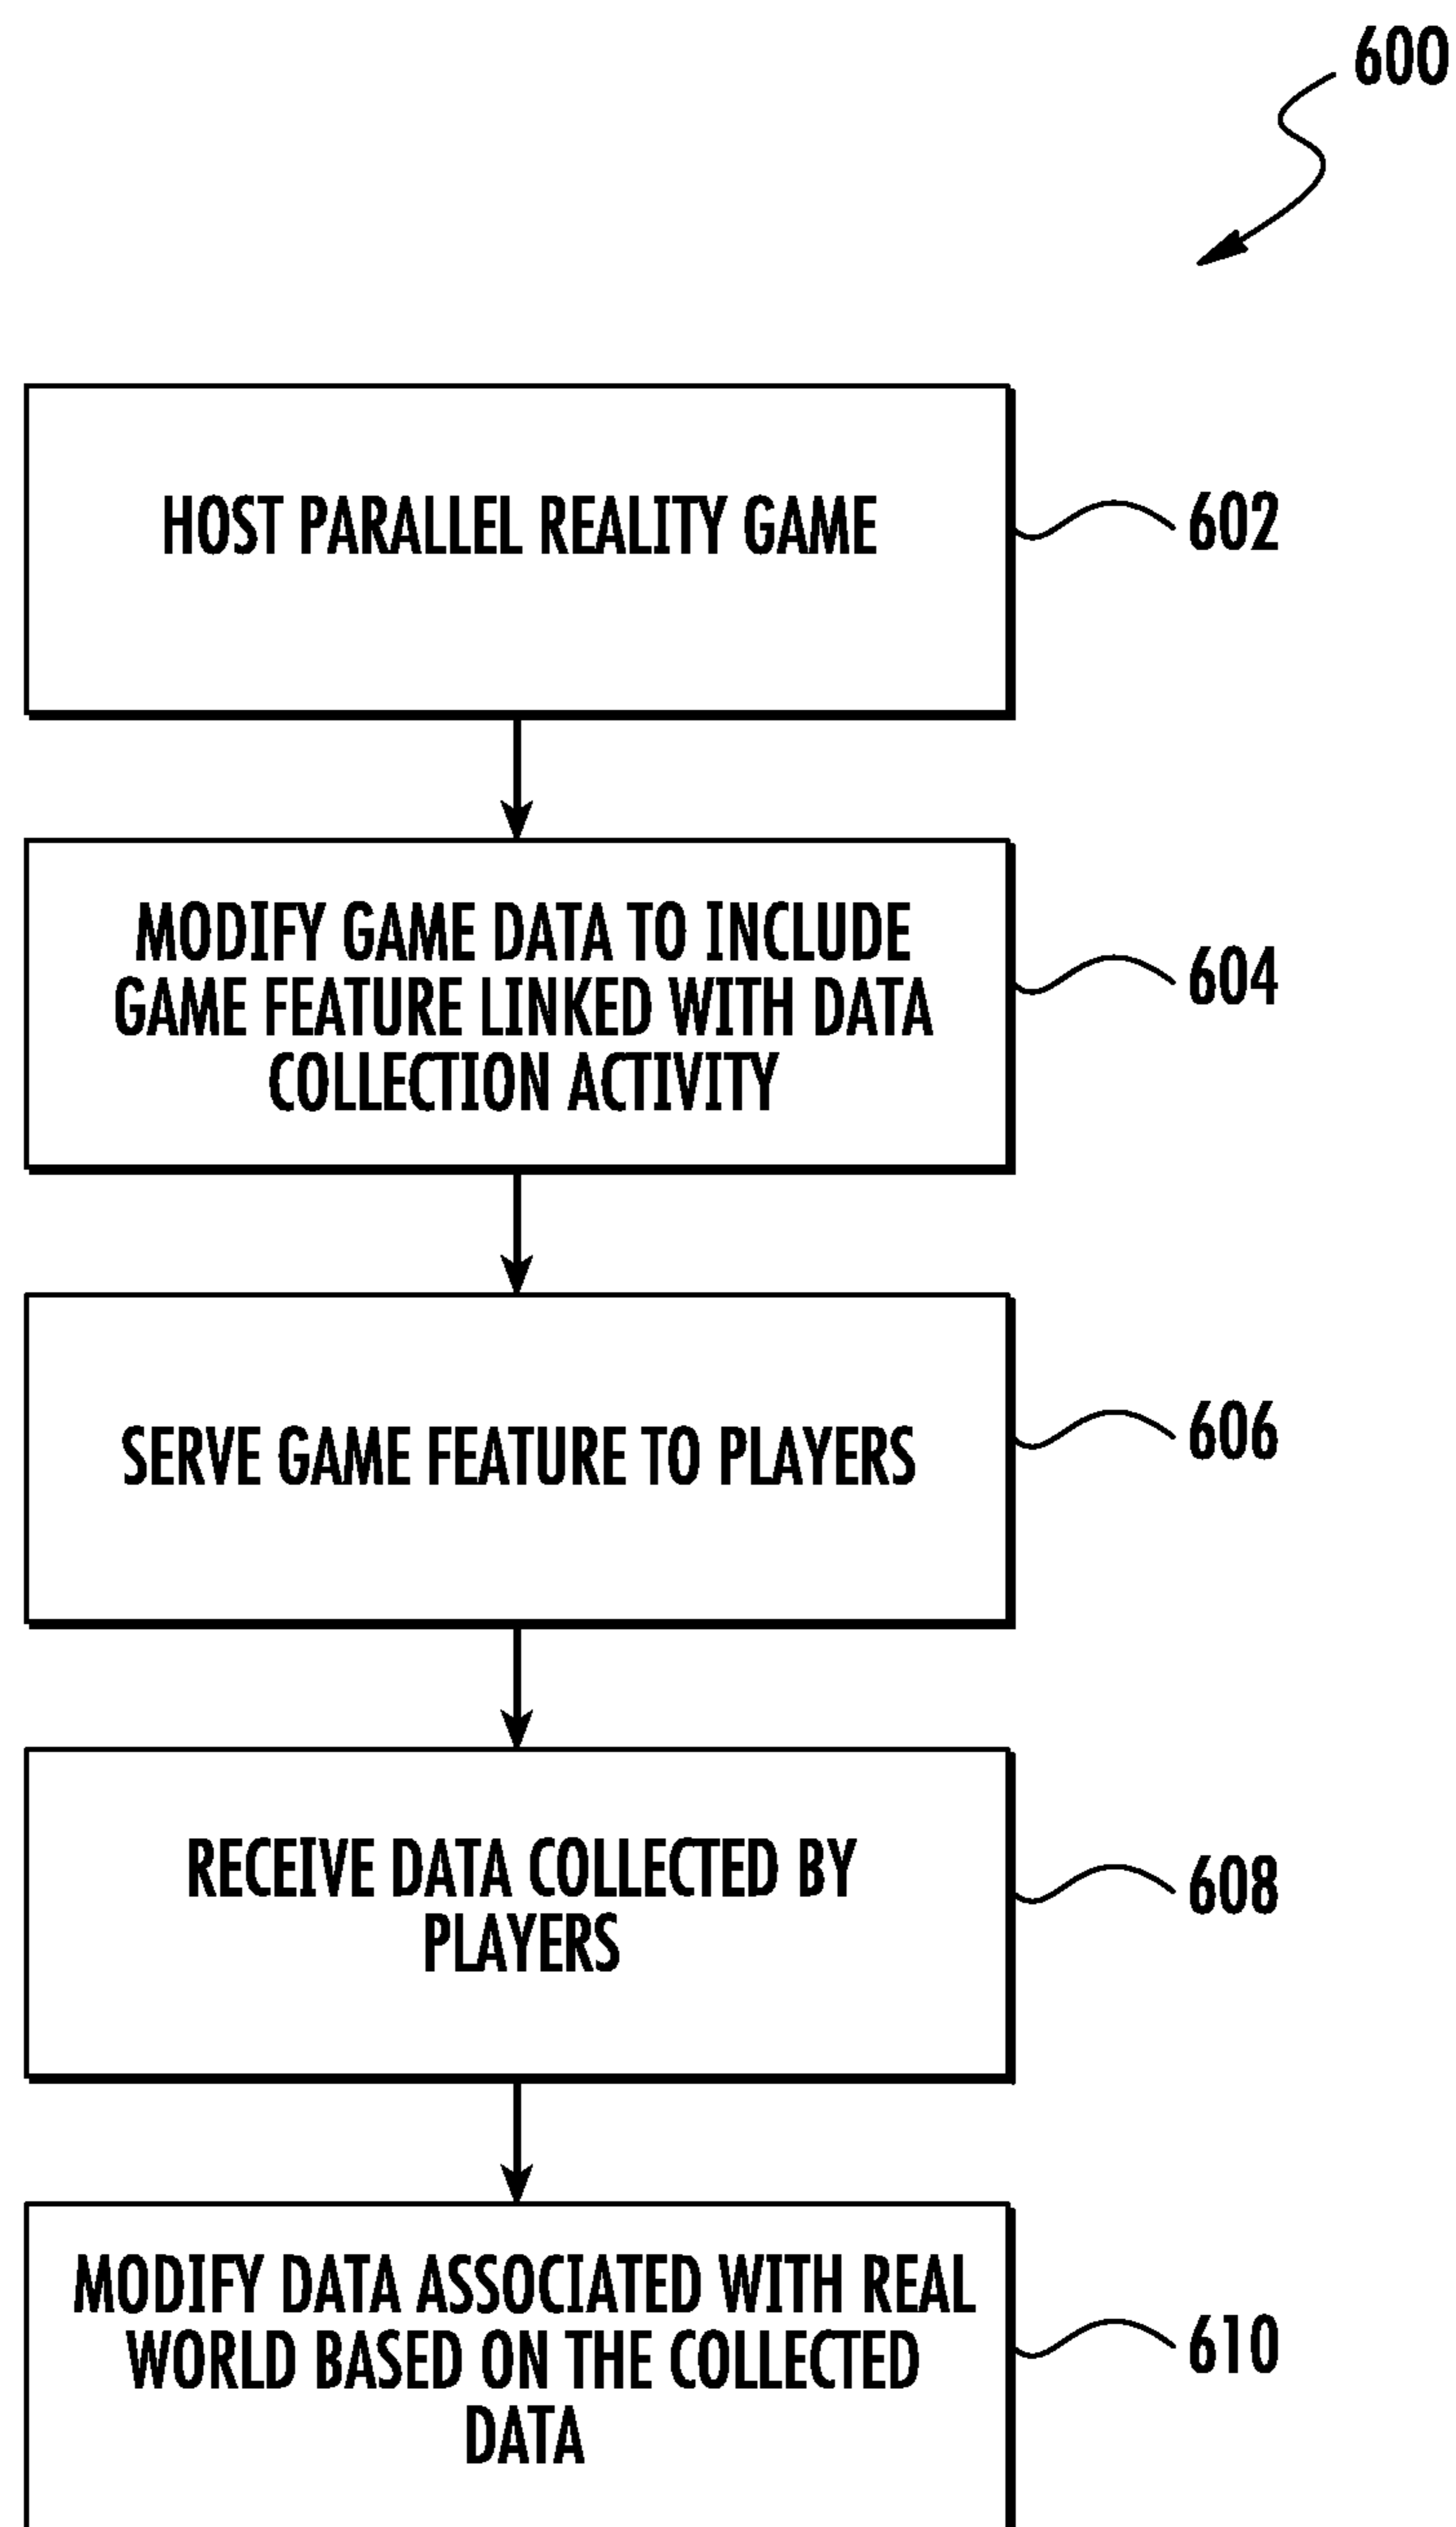 600
HOST PARALLEL REALITY GAME
602
MODIFY GAME DATA TO INCLUDE
GAME FEATURE LINKED WITH DATA
COLLECTION ACTIVITY
604
SERVE GAME FEATURE TO PLAYERS
606
RECEIVE DATA COLLECTED BY
PLAYERS
608
MODIFY DATA ASSOCIATED WITH REAL
WORLD BASED ON THE COLLECTED
DATA
610